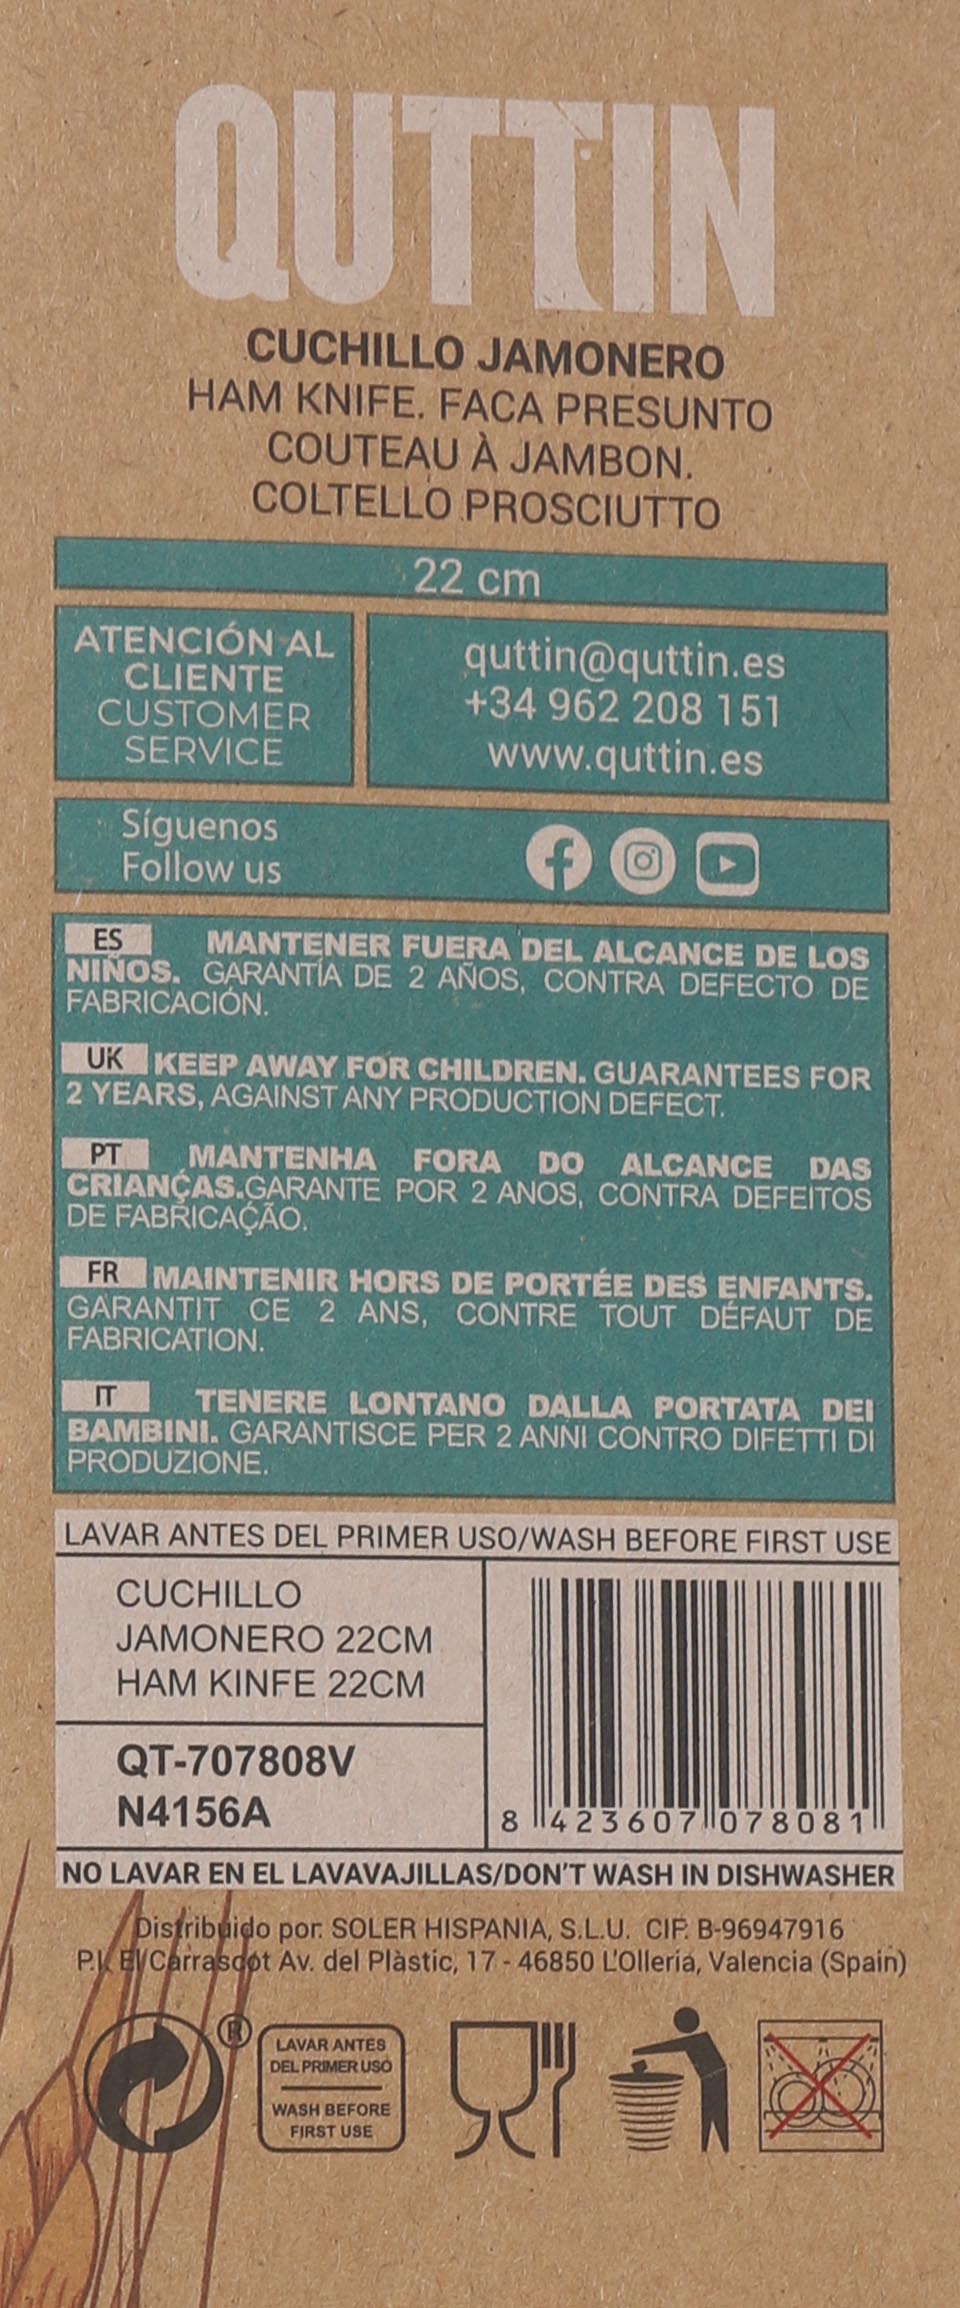 QUTTIN
CUCHILLO JAMONERO
HAM KNIFE. FACA PRESUNTO
COUTEAU À JAMBON.
COLTELLO PROSCIUTTO
22 cm
ATENCIÓN AL
CLIENTE
CUSTOMER
SERVICE
quttin@quttin.es
+34 962 208 151
www.quttin.es
Síguenos
Follow us
ES MANTENER FUERA DEL ALCANCE DE LOS
NIÑOS. GARANTÍA DE 2 AÑOS, CONTRA DEFECTO DE
FABRICACIÓN.
UK KEEP AWAY FOR CHILDREN. GUARANTEES FOR
2 YEARS, AGAINST ANY PRODUCTION DEFECT.
PT MANTENHA FORA DO ALCANCE DAS
CRIANÇAS.GARANTE POR 2 ANOS, CONTRA DEFEITOS
DE FABRICAÇÃO.
FR MAINTENIR HORS DE PORTÉE DES ENFANTS.
GARANTIT CE 2 ANS, CONTRE TOUT DÉFAUT DE
FABRICATION.
IT TENERE LONTANO DALLA PORTATA DEI
BAMBINI. GARANTISCE PER 2 ANNI CONTRO DIFETTI DI
PRODUZIONE.
LAVAR ANTES DEL PRIMER USO/WASH BEFORE FIRST USE
CUCHILLO
JAMONERO 22CM
HAM KINFE 22CM
QT-707808V
N4156A
8 423607 078081
NO LAVAR EN EL LAVAVAJILLAS/DON'T WASH IN DISHWASHER
Distribuido por: SOLER HISPANIA, S.L.U. CIF: B-96947916
P.I. El Carrascot Av. del Plàstic, 17 - 46850 L'Olleria, Valencia (Spain)
®
LAVAR ANTES
DEL PRIMER USO
WASH BEFORE
FIRST USE